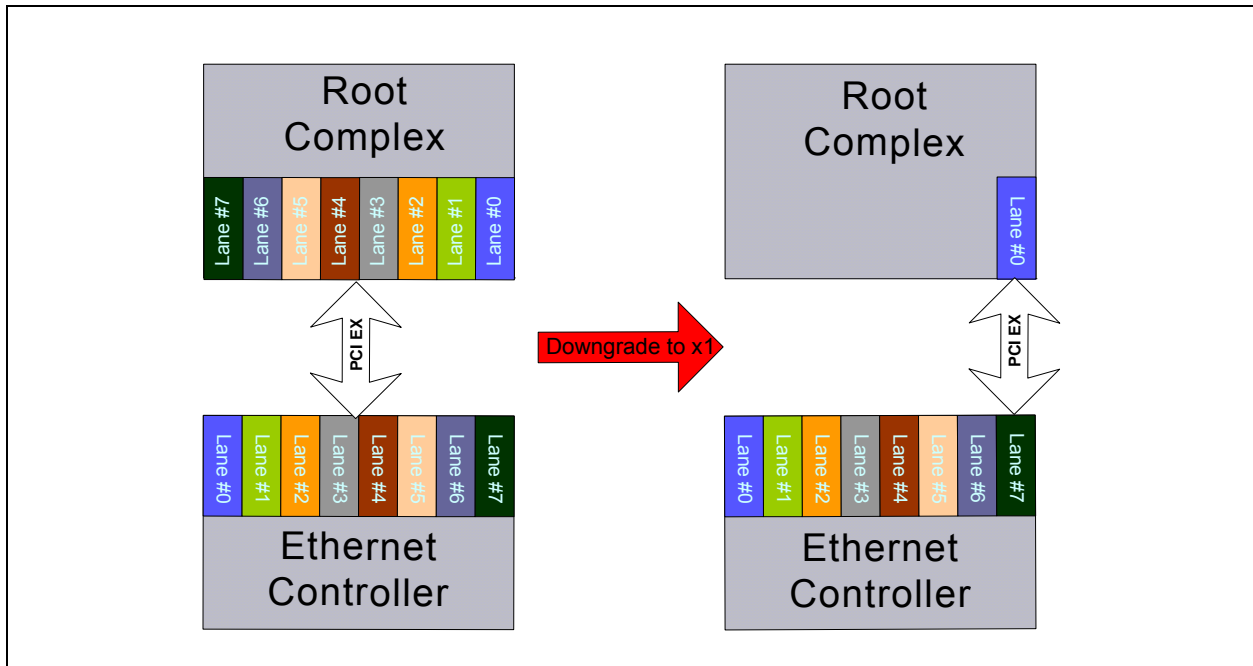 Root
Complex
Lane #7
Lane #6
Lane #5
Lane #4
Lane #3
Lane #2
Lane #1
Lane #0
PCI EX
Lane #0
Lane #1
Lane #2
Lane #3
Lane #4
Lane #5
Lane #6
Lane #7
Ethernet
Controller
Downgrade to x1
Root
Complex
Lane #0
PCI EX
Lane #0
Lane #1
Lane #2
Lane #3
Lane #4
Lane #5
Lane #6
Lane #7
Ethernet
Controller